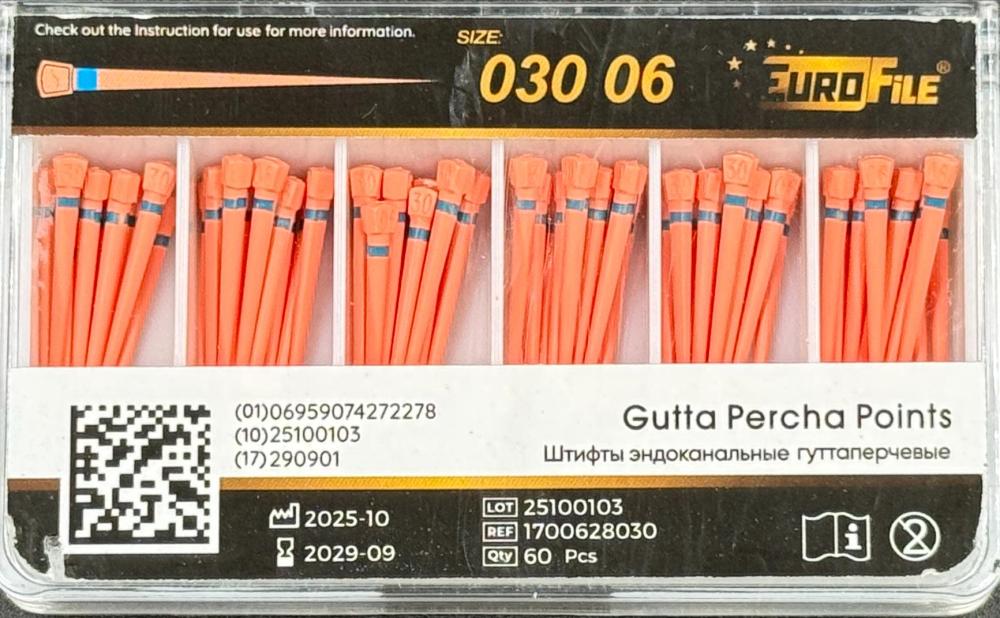 Check out the Instruction for use for more information.
SIZE:
030 06
EUROFILE®
(01)06959074272278
(10)25100103
(17)290901
Gutta Percha Points
Штифты эндоканальные гуттаперчевые
2025-10
2029-09
LOT 25100103
REF 1700628030
Qty 60 Pcs